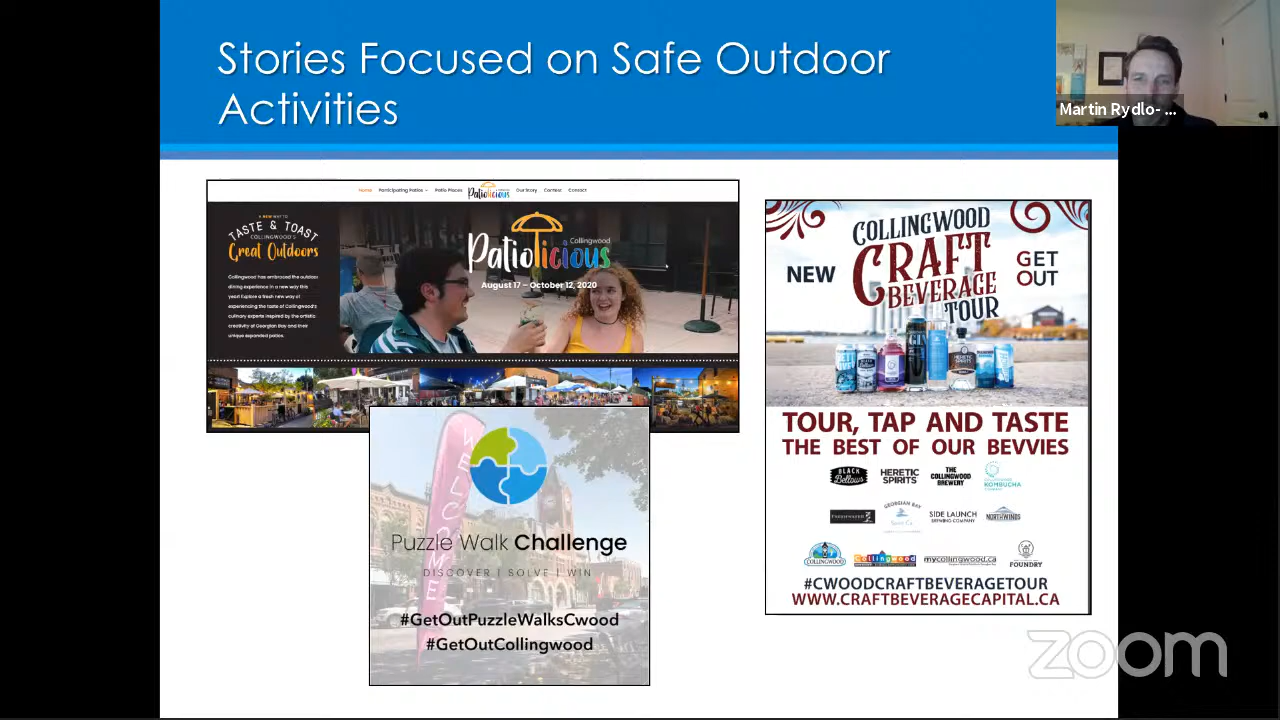 Stories Focused on Safe Outdoor
Activities
Martin Rydlo- ...
Home Participating Patios Patio Places Patiolicious Our Story Contest Contact
A NEW WAY TO
TASTE & TOAST
COLLINGWOOD'S
Great Outdoors
Collingwood has embraced the outdoor
dining experience in a new way this
year! Explore a fresh new way of
experiencing the taste of Collingwood's
culinary experts inspired by the artistic
creativity of Georgian Bay and their
unique expanded patios.
Collingwood
Patiolicious
August 17 – October 12, 2020
WELCOME
Puzzle Walk Challenge
DISCOVER | SOLVE | WIN
#GetOutPuzzleWalksCwood
#GetOutCollingwood
NEW
COLLINGWOOD
CRAFT
BEVERAGE
TOUR
GET
OUT
GIN
HERETIC
SPIRITS
TOUR, TAP AND TASTE
THE BEST OF OUR BEVVIES
BLACK
Bellows
HERETIC
SPIRITS
THE
COLLINGWOOD
BREWERY
COLLINGWOOD
KOMBUCHA
GEORGIAN BAY
Spirit Co.
SIDE LAUNCH
BREWING COMPANY
NORTHWINDS
COLLINGWOOD
Collingwood
mycollingwood.ca
FOUNDRY
#CWOODCRAFTBEVERAGETOUR
WWW.CRAFTBEVERAGECAPITAL.CA
zoom